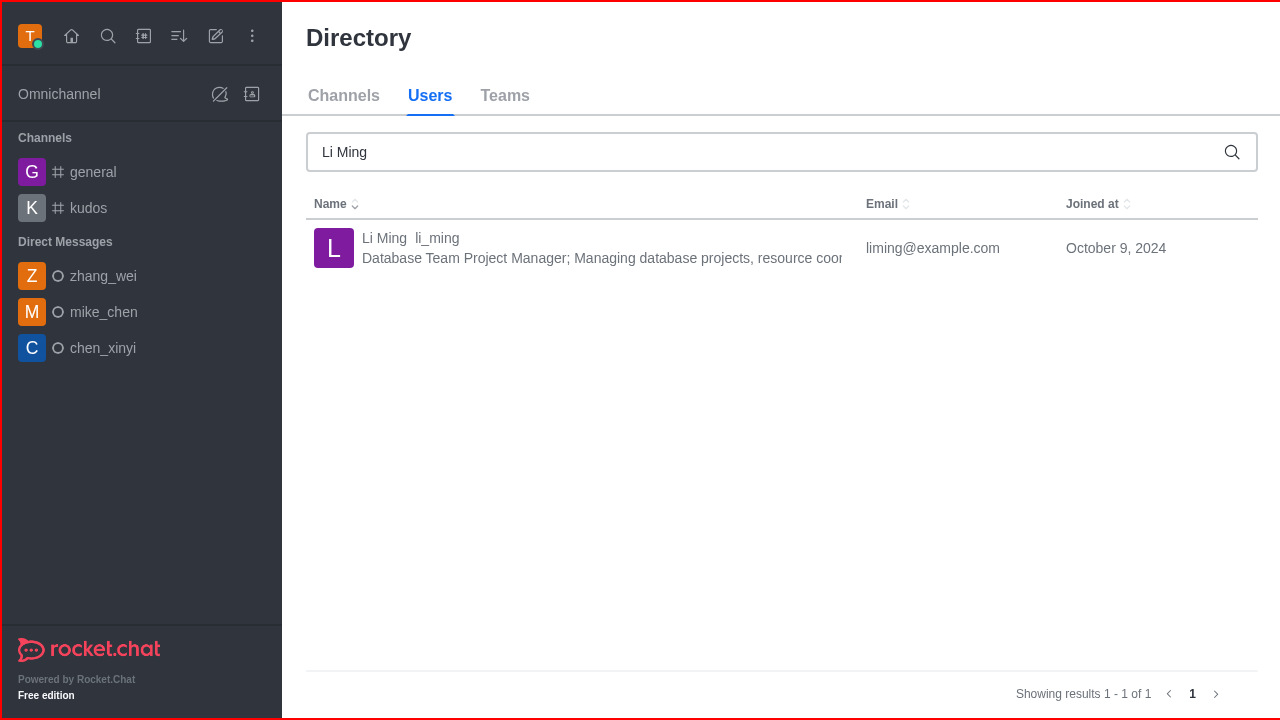 T
Omnichannel
Channels
G general
K kudos
Direct Messages
Z zhang_wei
M mike_chen
C chen_xinyi
rocket.chat
Powered by Rocket.Chat
Free edition
Directory
Channels Users Teams
Li Ming
Name Email Joined at
L
Li Ming li_ming
Database Team Project Manager; Managing database projects, resource coor
liming@example.com
October 9, 2024
Showing results 1 - 1 of 1 1